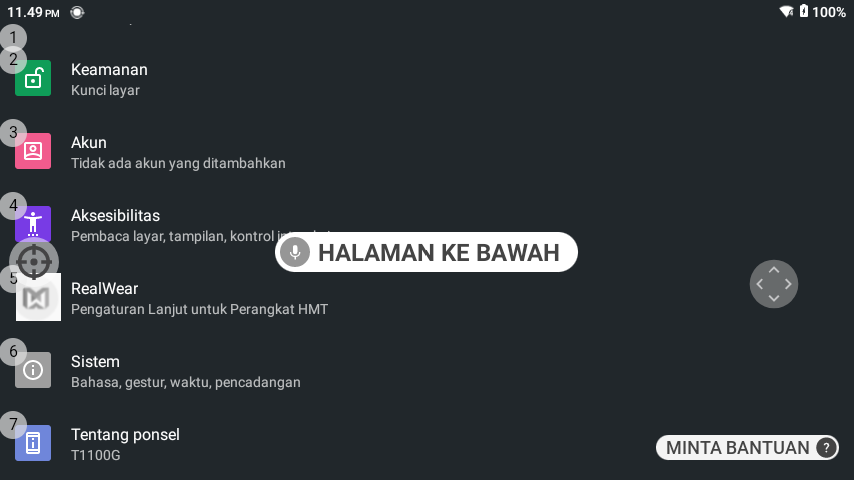 11.49 PM
100%
1
2
Keamanan
Kunci layar
3
Akun
Tidak ada akun yang ditambahkan
4
Aksesibilitas
Pembaca layar, tampilan, kontrol
HALAMAN KE BAWAH
5
RealWear
Pengaturan Lanjut untuk Perangkat HMT
6
Sistem
Bahasa, gestur, waktu, pencadangan
7
Tentang ponsel
T1100G
MINTA BANTUAN ?